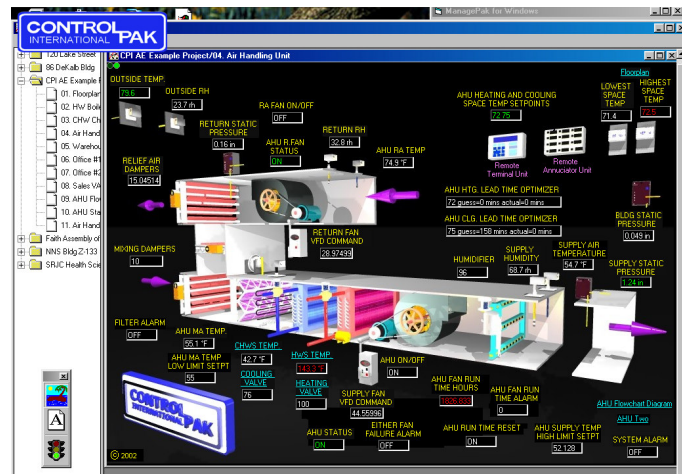 ManagePak for Windows
CONTROL
INTERNATIONAL PAK
120 Lake Street
86 DeKalb Bldg
CPI AE Example F
01. Floorplan
02. HW Boil
03. CHW Ch
04. Air Hand
05. Warehou
06. Office #1
07. Office #2
08. Sales VA
09. AHU Flo
10. AHU Sta
11. Air Hand
Faith Assembly of
NNS Bldg Z-133
SRJC Health Scie
CPI AE Example Project/04. Air Handling Unit
OUTSIDE TEMP.
79.6
OUTSIDE RH
23.7 rh
RETURN STATIC
PRESSURE
0.16 in
RA FAN ON/OFF
OFF
AHU R.FAN
STATUS
ON
RETURN RH
32.8 rh
AHU RA TEMP
74.9 °F
AHU HEATING AND COOLING
SPACE TEMP SETPOINTS
72 75
Floorplan
LOWEST
SPACE
TEMP
71.4
HIGHEST
SPACE
TEMP
72.5
Remote
Terminal Unit
Remote
Annuciator Unit
RELIEF AIR
DAMPERS
15.04514
AHU HTG. LEAD TIME OPTIMIZER
72 guess=0 mins actual=0 mins
AHU CLG. LEAD TIME OPTIMIZER
75 guess=158 mins actual=0 mins
BLDG STATIC
PRESSURE
0.049 in
RETURN FAN
VFD COMMAND
28.97499
MIXING DAMPERS
10
HUMIDIFIER
96
SUPPLY
HUMIDITY
68.7 rh
SUPPLY AIR
TEMPERATURE
54.7 °F
SUPPLY STATIC
PRESSURE
1.24 in
FILTER ALARM
OFF
AHU MA TEMP.
55.1 °F
AHU MA TEMP
LOW LIMIT SETPT
55
CHWS TEMP.
42.7 °F
COOLING
VALVE
76
HWS TEMP.
143.3 °F
HEATING
VALVE
100
AHU ON/OFF
ON
SUPPLY FAN
VFD COMMAND
44.55996
AHU FAN RUN
TIME HOURS
1826.833
AHU FAN RUN
TIME ALARM
0
AHU Flowchart Diagram
AHU Two
AHU STATUS
ON
EITHER FAN
FAILURE ALARM
OFF
AHU RUN TIME RESET
ON
AHU SUPPLY TEMP
HIGH LIMIT SETPT
52.128
SYSTEM ALARM
OFF
CONTROL
INTERNATIONAL PAK
© 2002
A